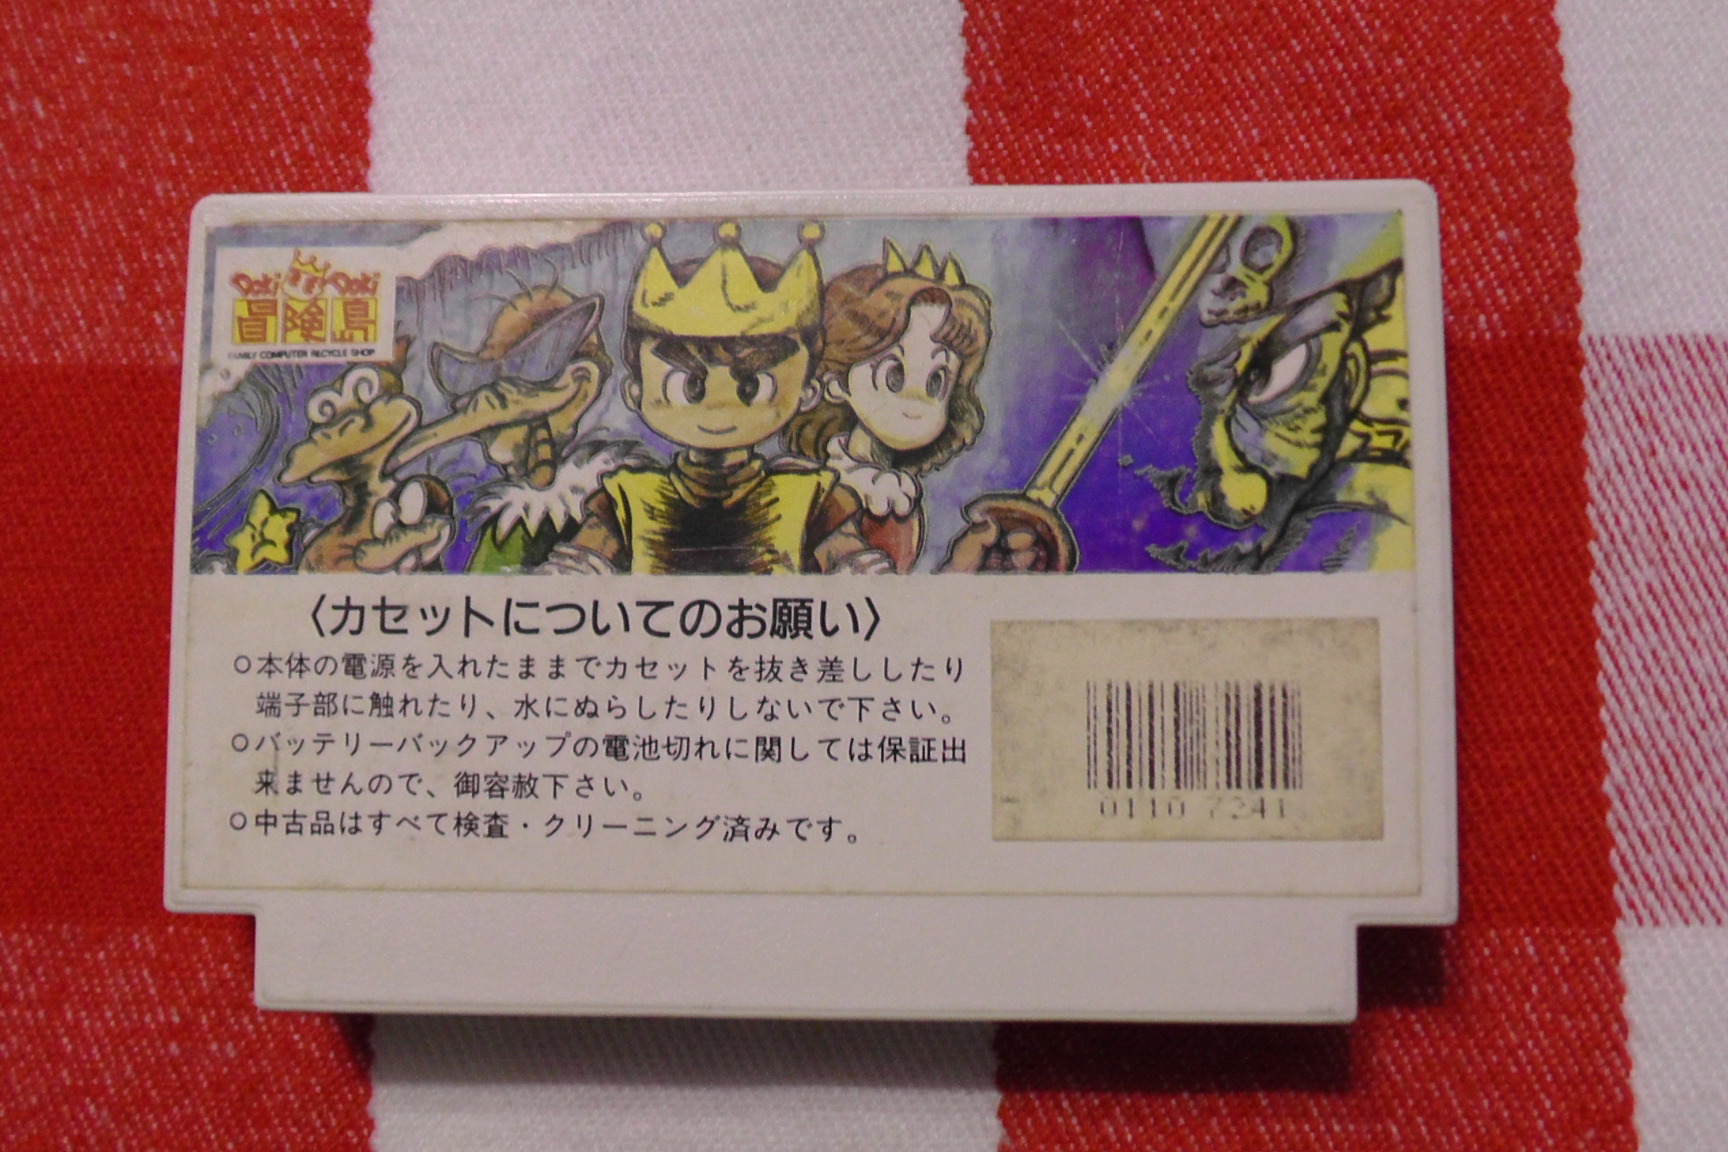 Doki Doki
冒険島
FAMILY COMPUTER RECYCLE SHOP
〈カセットについてのお願い〉
○本体の電源を入れたままでカセットを抜き差ししたり
端子部に触れたり、水にぬらしたりしないで下さい。
○バッテリーバックアップの電池切れに関しては保証出
来ませんので、御容赦下さい。
○中古品はすべて検査・クリーニング済みです。
0110 7241